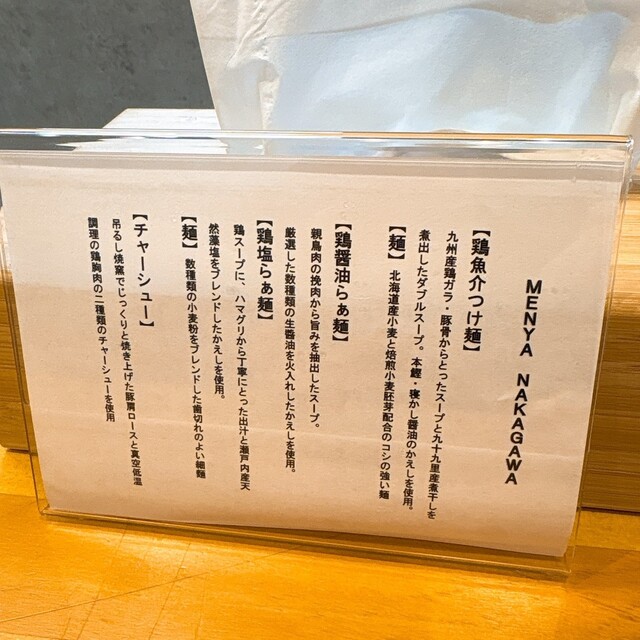 MENYA NAKAGAWA
【鶏魚介つけ麺】
九州産鶏ガラ・豚骨からとったスープと九十九里産煮干しを
煮出したダブルスープ。本鰹・寝かし醤油のかえしを使用。
【麺】北海道産小麦と焙煎小麦胚芽配合のコシの強い麺
【鶏醤油らぁ麺】
親鳥肉の挽肉から旨みを抽出したスープ。
厳選した数種類の生醤油を火入れしたかえしを使用。
【鶏塩らぁ麺】
鶏スープに、ハマグリから丁寧にとった出汁と瀬戸内産天
然藻塩をブレンドしたかえしを使用。
【麺】数種類の小麦粉をブレンドした歯切れのよい細麺
【チャーシュー】
吊るし焼窯でじっくりと焼き上げた豚肩ロースと真空低温
調理の鶏胸肉の二種類のチャーシューを使用